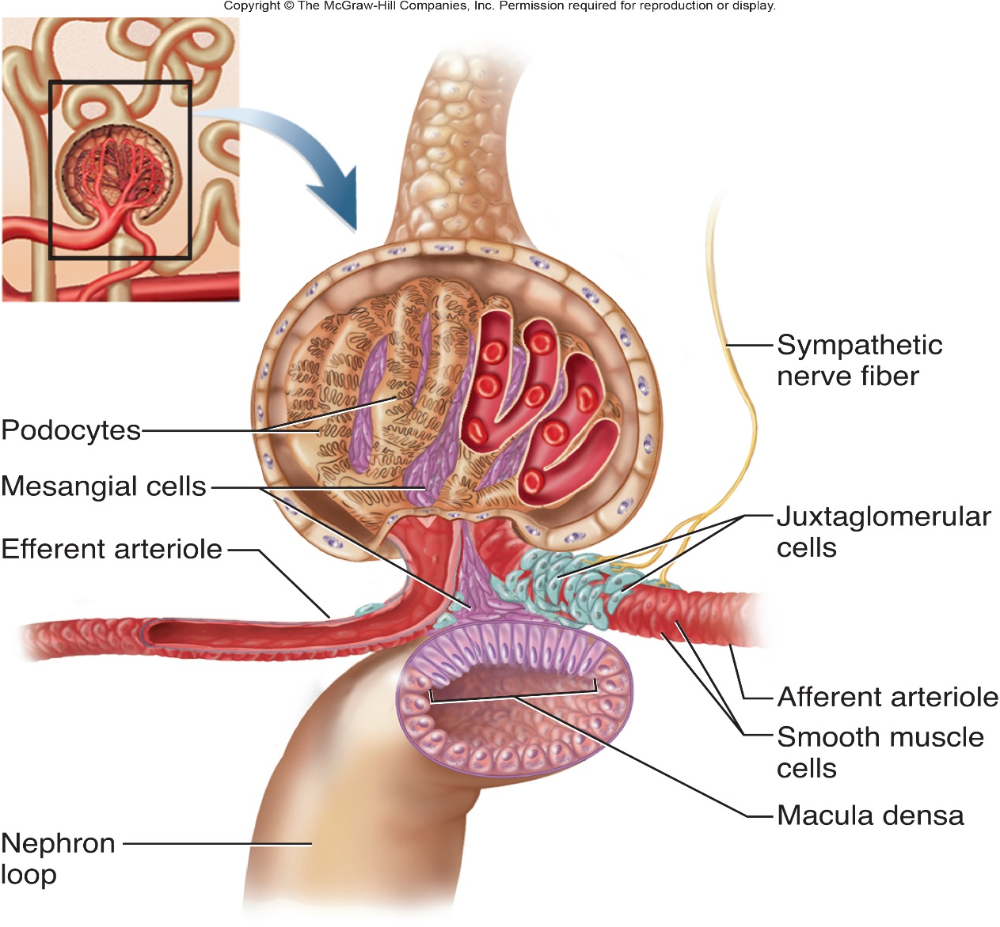 Copyright © The McGraw-Hill Companies, Inc. Permission required for reproduction or display.
Sympathetic
nerve fiber
Podocytes
Mesangial cells
Juxtaglomerular
cells
Efferent arteriole
Afferent arteriole
Smooth muscle
cells
Macula densa
Nephron
loop